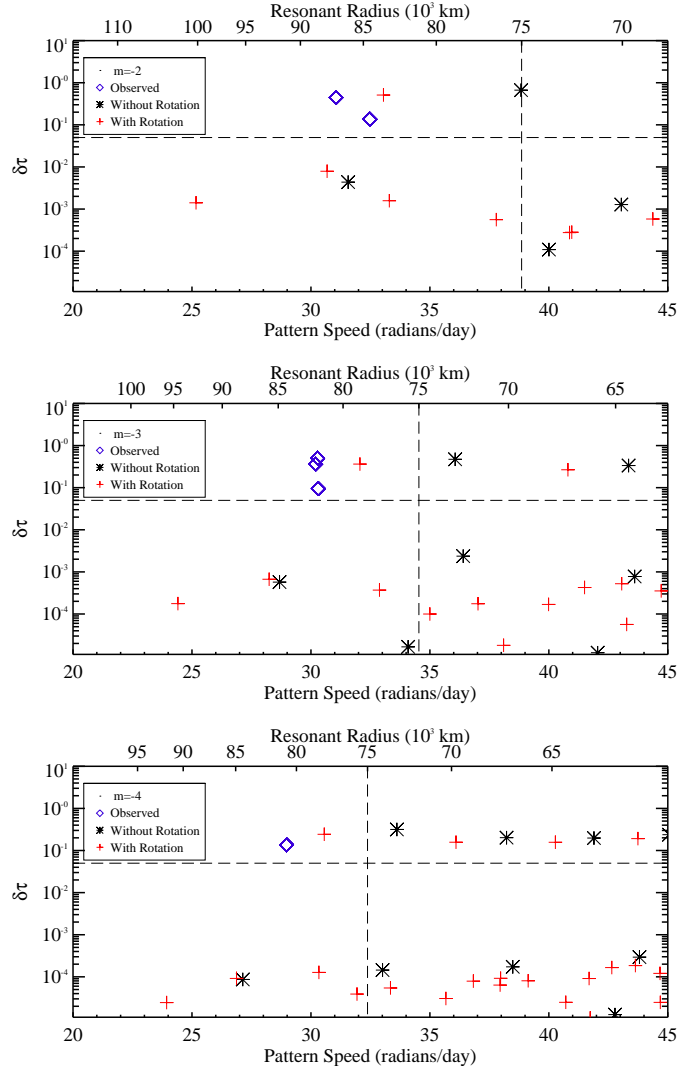 Resonant Radius (10³ km)
110 100 90 85 80 75 70
10¹
10⁰
10⁻¹
10⁻²
10⁻³
10⁻⁴
δτ
m=-2
Observed
Without Rotation
With Rotation
20 25 30 35 40 45
Pattern Speed (radians/day)
Resonant Radius (10³ km)
100 95 90 85 80 75 70 65
10¹
10⁰
10⁻¹
10⁻²
10⁻³
10⁻⁴
δτ
m=-3
Observed
Without Rotation
With Rotation
20 25 30 35 40 45
Pattern Speed (radians/day)
Resonant Radius (10³ km)
95 90 85 80 75 70 65
10¹
10⁰
10⁻¹
10⁻²
10⁻³
10⁻⁴
δτ
m=-4
Observed
Without Rotation
With Rotation
20 25 30 35 40 45
Pattern Speed (radians/day)